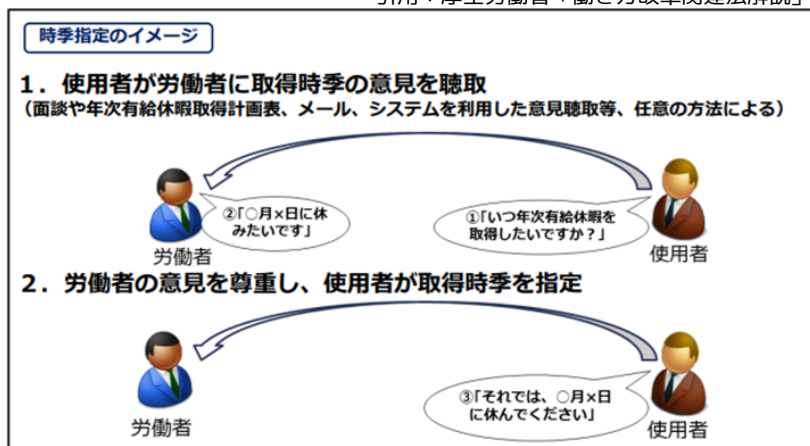 時季指定のイメージ
１．使用者が労働者に取得時季の意見を聴取
（面談や年次有給休暇取得計画表、メール、システムを利用した意見聴取等、任意の方法による）
②「○月×日に休
みたいです」
①「いつ年次有給休暇を
取得したいですか？」
労働者
使用者
２．労働者の意見を尊重し、使用者が取得時季を指定
③「それでは、○月×日
に休んでください」
労働者
使用者